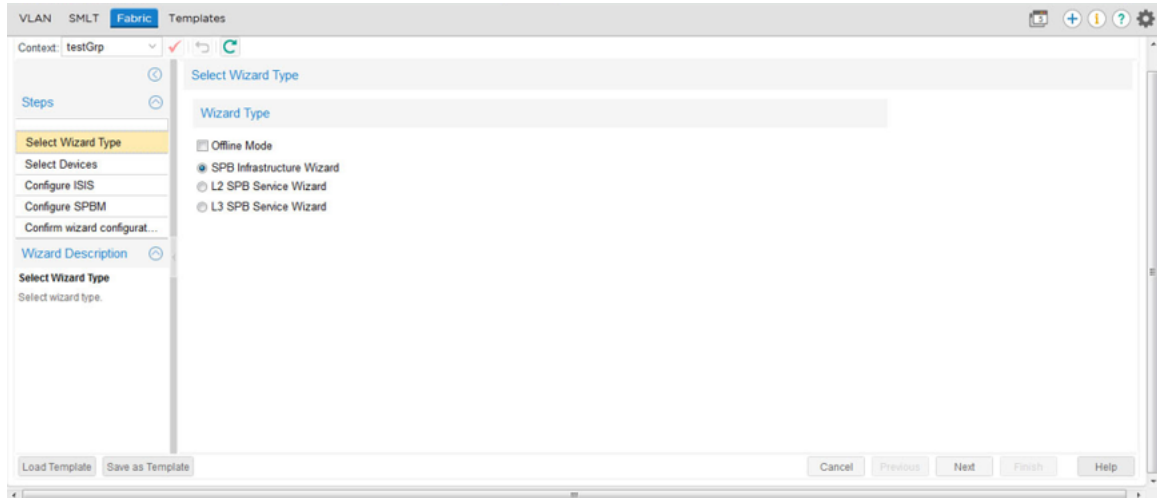 VLAN SMLT Fabric Templates
5
+ i ?
Context: testGrp
Select Wizard Type
Steps
Wizard Type
Select Wizard Type
Offline Mode
Select Devices
SPB Infrastructure Wizard
Configure ISIS
L2 SPB Service Wizard
Configure SPBM
L3 SPB Service Wizard
Confirm wizard configurat...
Wizard Description
Select Wizard Type
Select wizard type.
Load Template Save as Template Cancel Previous Next Finish Help